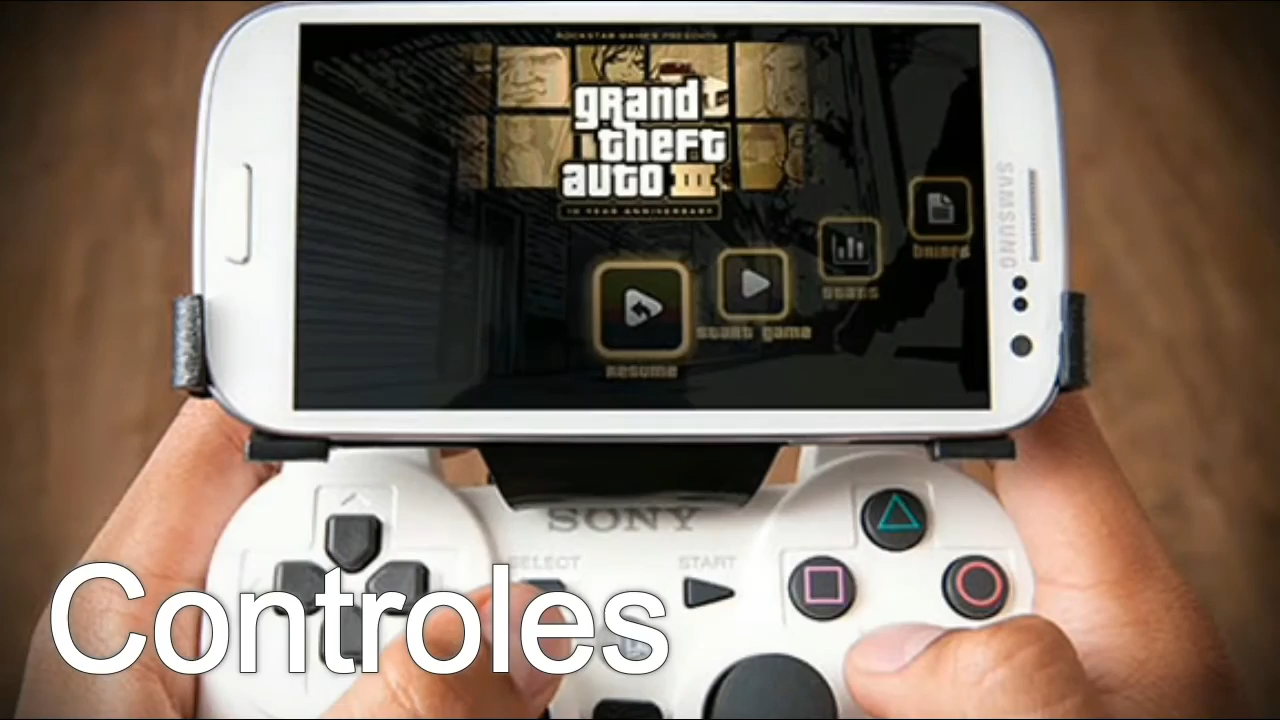 ROCKSTAR GAMES PRESENTS
grand
theft
auto III
10 YEAR ANNIVERSARY
Resume
start game
stats
SAMSUNG
SONY
SELECT
START
Controles